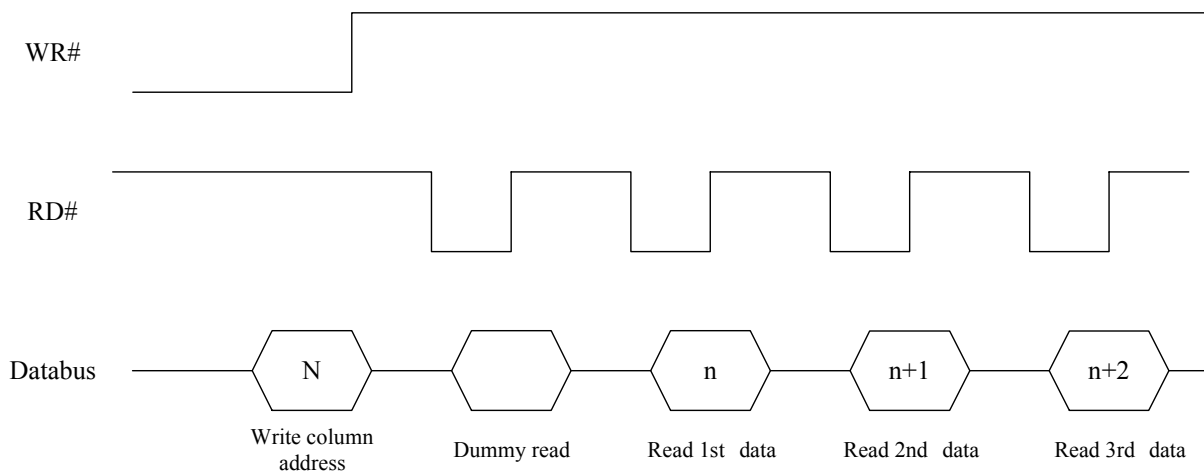 WR#
RD#
Databus
N
n
n+1
n+2
Write column
address
Dummy read
Read 1st data
Read 2nd data
Read 3rd data